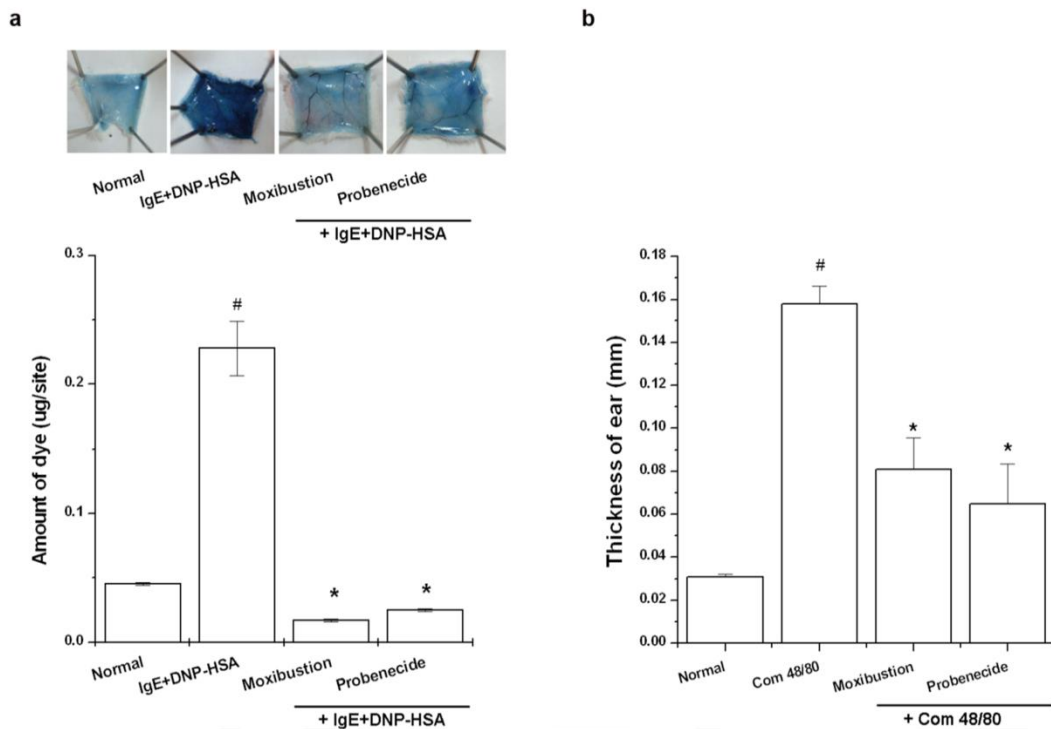 a
Normal
IgE+DNP-HSA
Moxibustion
Probenecide
+ IgE+DNP-HSA
0.3
0.2
0.1
0.0
Amount of dye (ug/site)
#
*
*
Normal
IgE+DNP-HSA
Moxibustion
Probenecide
+ IgE+DNP-HSA
b
0.18
0.16
0.14
0.12
0.10
0.08
0.06
0.04
0.02
0.00
Thickness of ear (mm)
#
*
*
Normal
Com 48/80
Moxibustion
Probenecide
+ Com 48/80